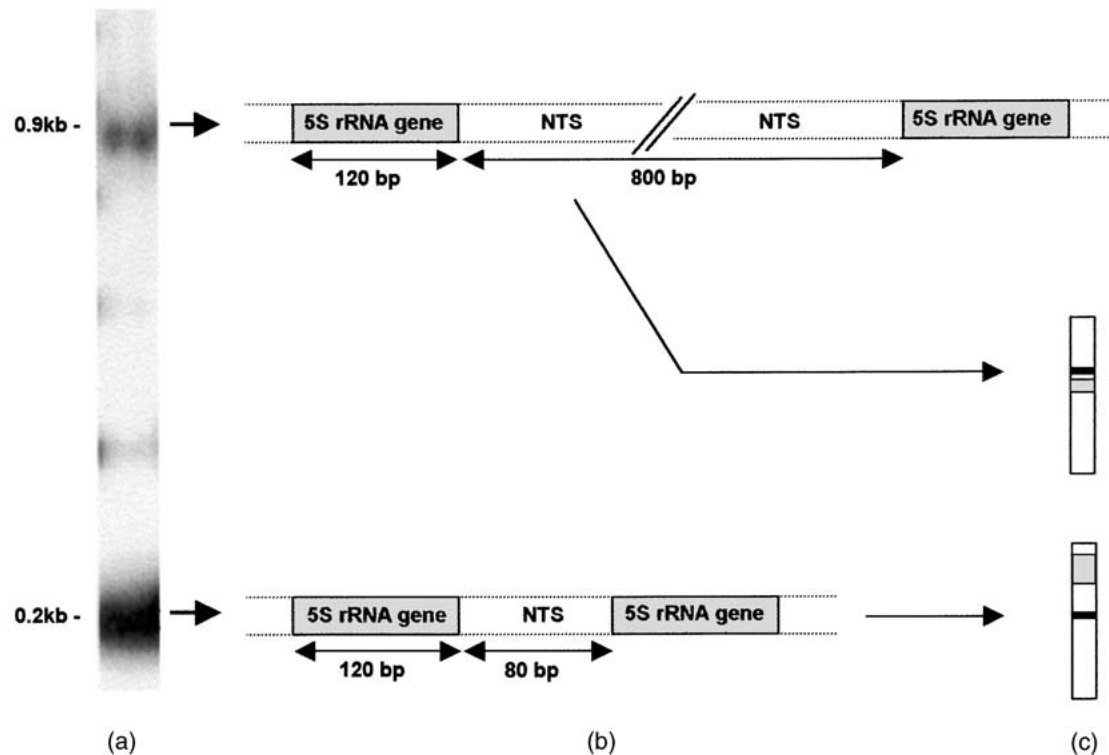 0.9kb -
5S rRNA gene
NTS
NTS
5S rRNA gene
120 bp
800 bp
0.2kb -
5S rRNA gene
NTS
5S rRNA gene
120 bp
80 bp
(a)
(b)
(c)